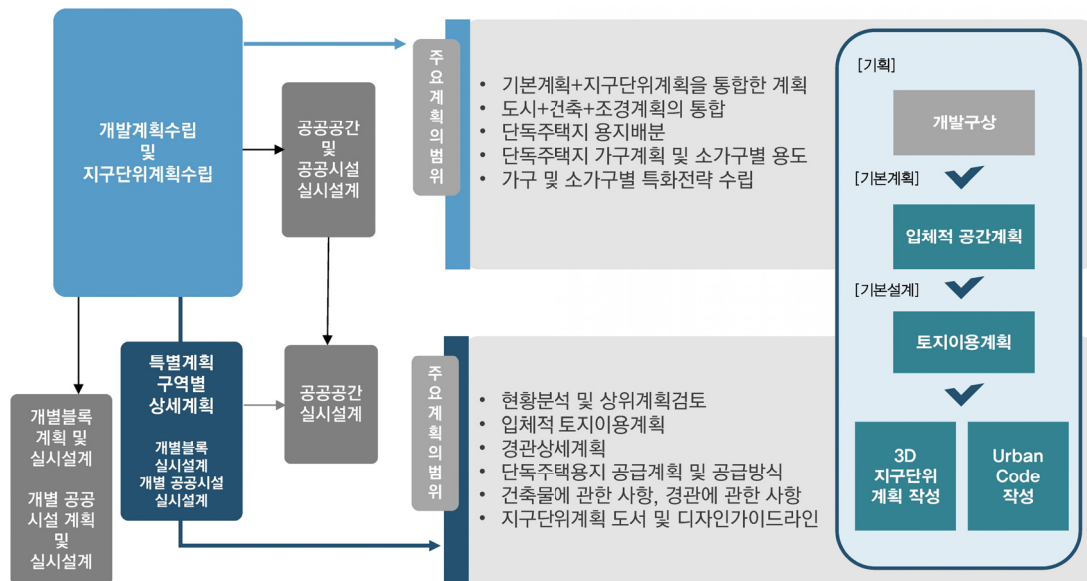 개발계획수립
및
지구단위계획수립
공공공간
및
공공시설
실시설계
주요계획의범위
• 기본계획+지구단위계획을 통합한 계획
• 도시+건축+조경계획의 통합
• 단독주택지 용지배분
• 단독주택지 가구계획 및 소가구별 용도
• 가구 및 소가구별 특화전략 수립
개별블록
계획 및
실시설계
개별 공공
시설 계획
및
실시설계
특별계획
구역별
상세계획
개별블록
실시설계
개별 공공시설
실시설계
공공공간
실시설계
주요계획의범위
• 현황분석 및 상위계획검토
• 입체적 토지이용계획
• 경관상세계획
• 단독주택용지 공급계획 및 공급방식
• 건축물에 관한 사항, 경관에 관한 사항
• 지구단위계획 도서 및 디자인가이드라인
[기획]
개발구상
[기본계획]
입체적 공간계획
[기본설계]
토지이용계획
3D
지구단위
계획 작성
Urban
Code
작성